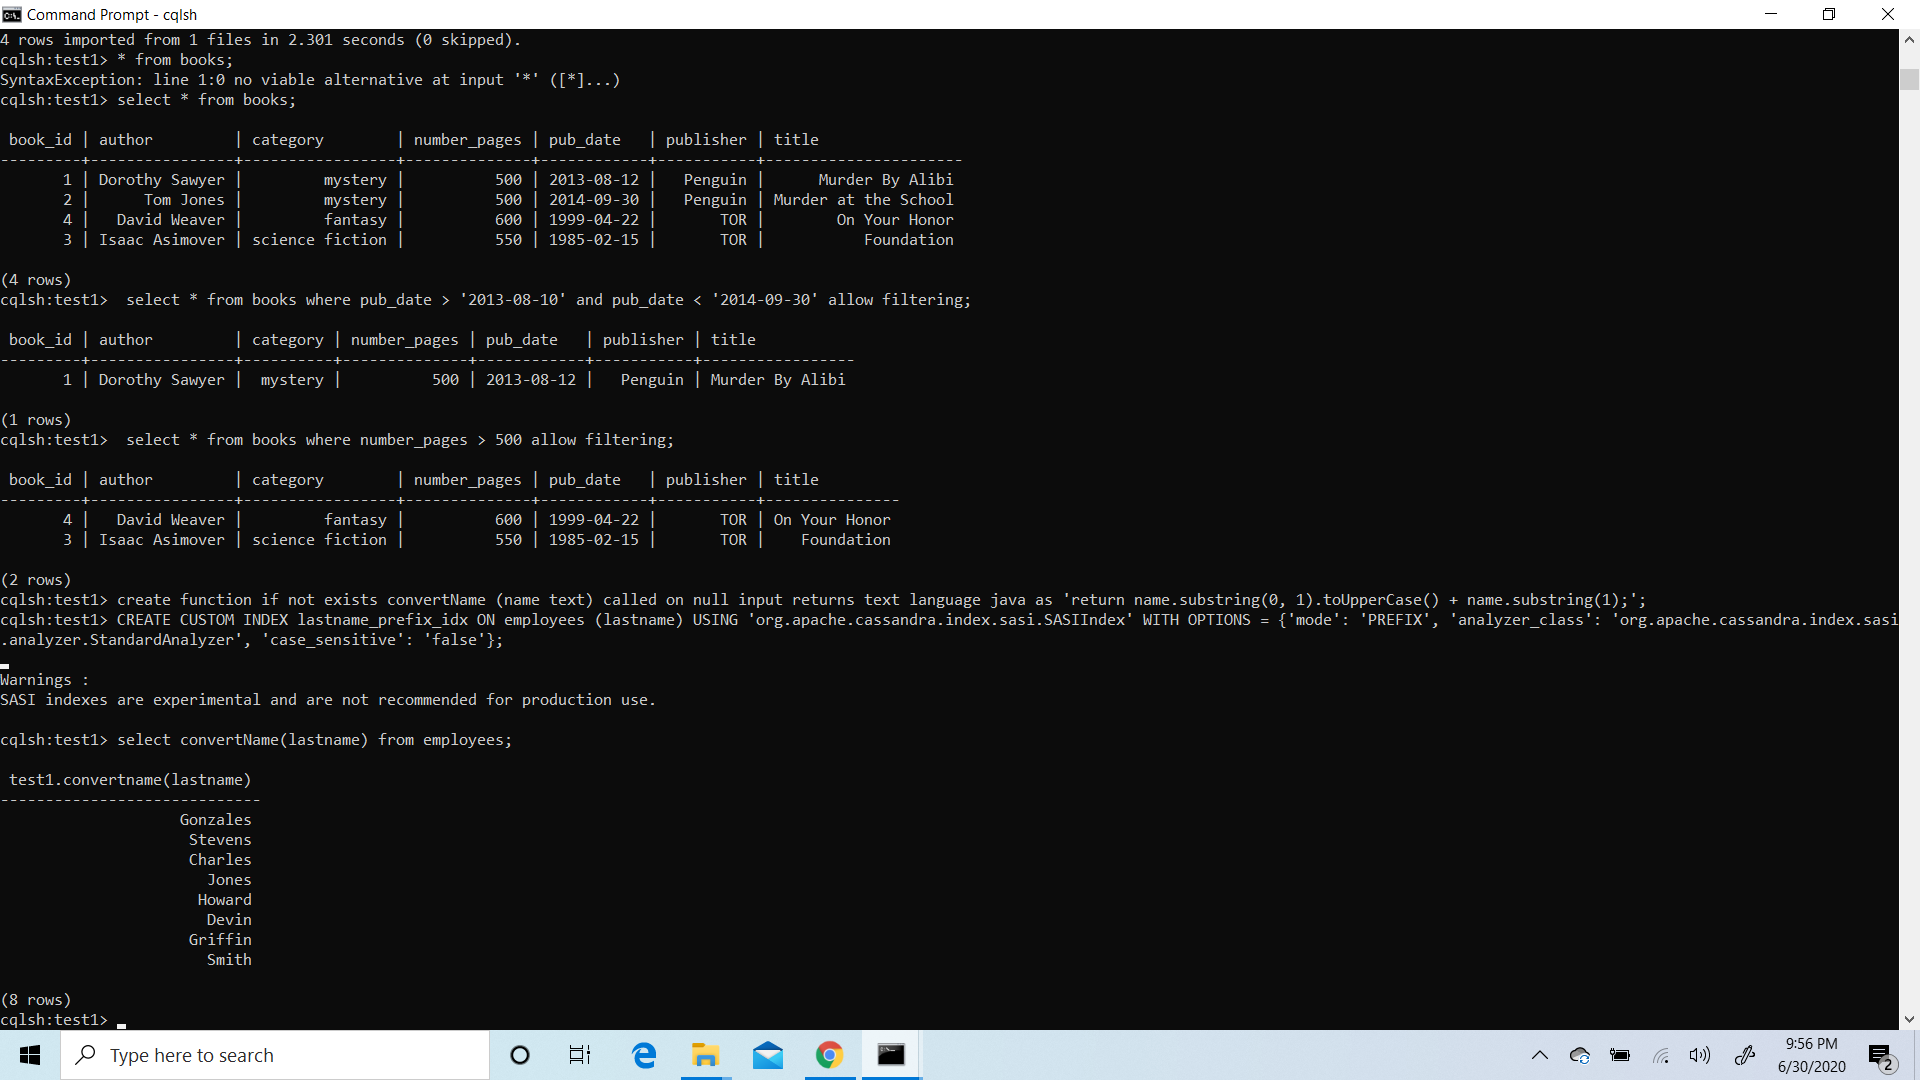 Command Prompt - cqlsh
4 rows imported from 1 files in 2.301 seconds (0 skipped).
cqlsh:test1> * from books;
SyntaxException: line 1:0 no viable alternative at input '*' ([*]...)
cqlsh:test1> select * from books;
book_id | author | category | number_pages | pub_date | publisher | title
---------+----------------+-----------------+--------------+------------+-----------+----------------------
1 | Dorothy Sawyer | mystery | 500 | 2013-08-12 | Penguin | Murder By Alibi
2 | Tom Jones | mystery | 500 | 2014-09-30 | Penguin | Murder at the School
4 | David Weaver | fantasy | 600 | 1999-04-22 | TOR | On Your Honor
3 | Isaac Asimover | science fiction | 550 | 1985-02-15 | TOR | Foundation
(4 rows)
cqlsh:test1>  select * from books where pub_date > '2013-08-10' and pub_date < '2014-09-30' allow filtering;
book_id | author | category | number_pages | pub_date | publisher | title
---------+----------------+----------+--------------+------------+-----------+-----------------
1 | Dorothy Sawyer | mystery | 500 | 2013-08-12 | Penguin | Murder By Alibi
(1 rows)
cqlsh:test1>  select * from books where number_pages > 500 allow filtering;
book_id | author | category | number_pages | pub_date | publisher | title
---------+----------------+-----------------+--------------+------------+-----------+---------------
4 | David Weaver | fantasy | 600 | 1999-04-22 | TOR | On Your Honor
3 | Isaac Asimover | science fiction | 550 | 1985-02-15 | TOR | Foundation
(2 rows)
cqlsh:test1> create function if not exists convertName (name text) called on null input returns text language java as 'return name.substring(0, 1).toUpperCase() + name.substring(1);';
cqlsh:test1> CREATE CUSTOM INDEX lastname_prefix_idx ON employees (lastname) USING 'org.apache.cassandra.index.sasi.SASIIndex' WITH OPTIONS = {'mode': 'PREFIX', 'analyzer_class': 'org.apache.cassandra.index.sasi
.analyzer.StandardAnalyzer', 'case_sensitive': 'false'};
Warnings :
SASI indexes are experimental and are not recommended for production use.
cqlsh:test1> select convertName(lastname) from employees;
test1.convertname(lastname)
-----------------------------
Gonzales
Stevens
Charles
Jones
Howard
Devin
Griffin
Smith
(8 rows)
cqlsh:test1>
Type here to search
9:56 PM
6/30/2020
2